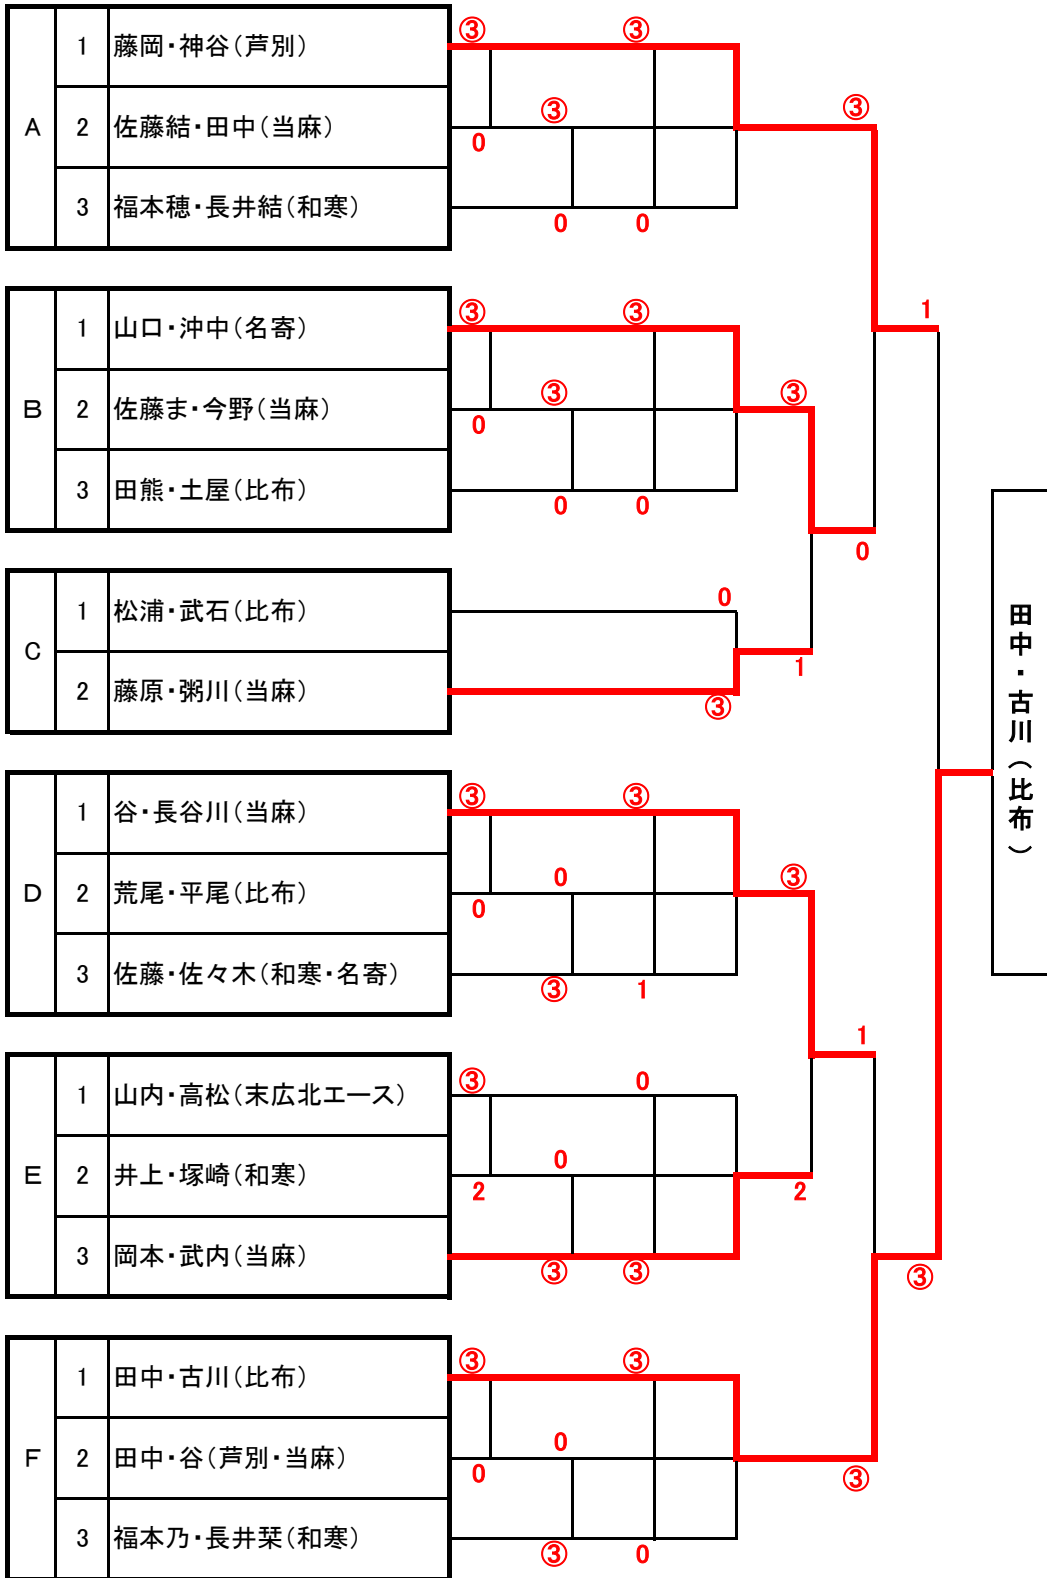 ③ ③
1 藤岡・神谷(芦別)
③ ③
A 2 佐藤結・田中(当麻)
0
3 福本穂・長井結(和寒)
0 0
③ ③ 1
1 山口・沖中(名寄)
③ ③
B 2 佐藤ま・今野(当麻)
0
3 田熊・土屋(比布)
0 0
0
0
1 松浦・武石(比布)
C
1
2 藤原・粥川(当麻)
③
田中・古川(比布)
③ ③
1 谷・長谷川(当麻)
0 ③
D 2 荒尾・平尾(比布)
0
3 佐藤・佐々木(和寒・名寄)
③ 1
1
③ 0
1 山内・高松(末広北エース)
0
E 2 井上・塚崎(和寒)
2 2
3 岡本・武内(当麻)
③ ③ ③
③ ③
1 田中・古川(比布)
0
F 2 田中・谷(芦別・当麻)
0 ③
3 福本乃・長井栞(和寒)
③ 0